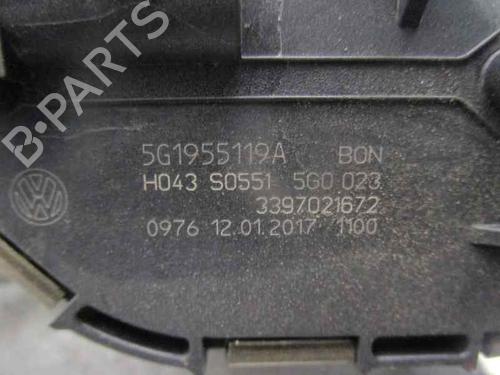 B PARTS
5G1955119A BON
H043 S0551 5G0 023
3397021672
0976 12.01.2017 1100